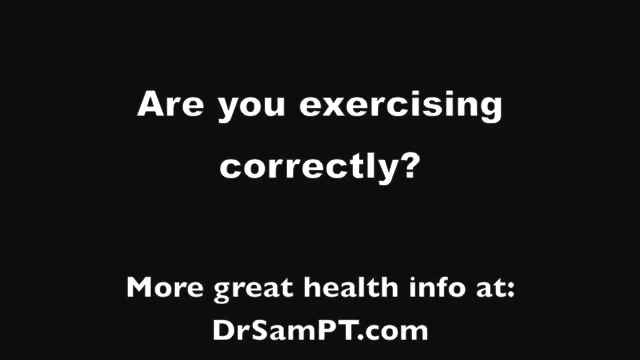 Are you exercising
correctly?
More great health info at:
DrSamPT.com